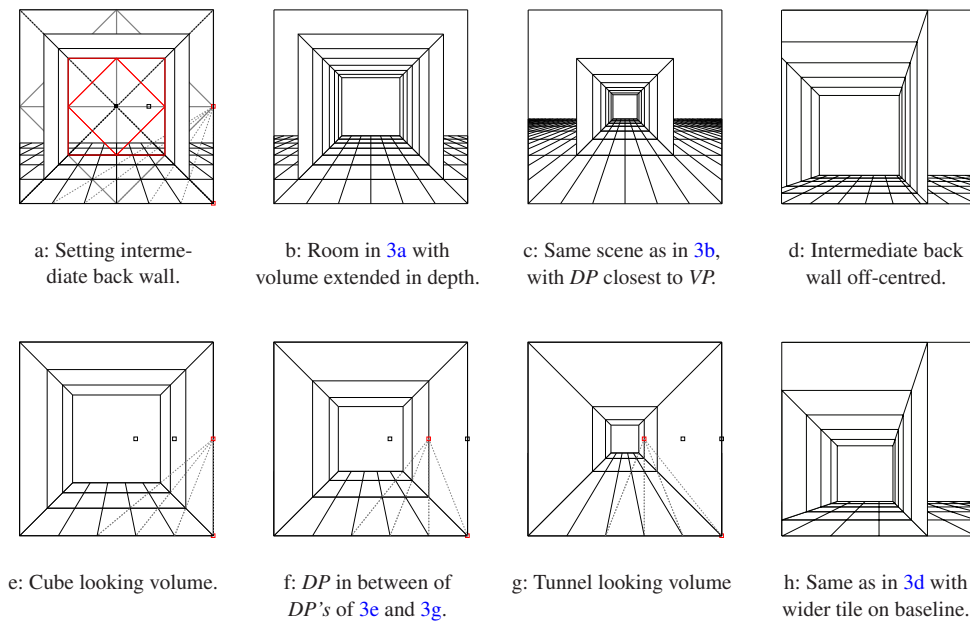 a: Setting interme-
diate back wall.
b: Room in 3a with
volume extended in depth.
c: Same scene as in 3b,
with DP closest to VP.
d: Intermediate back
wall off-centred.
e: Cube looking volume.
f: DP in between of
DP's of 3e and 3g.
g: Tunnel looking volume
h: Same as in 3d with
wider tile on baseline.